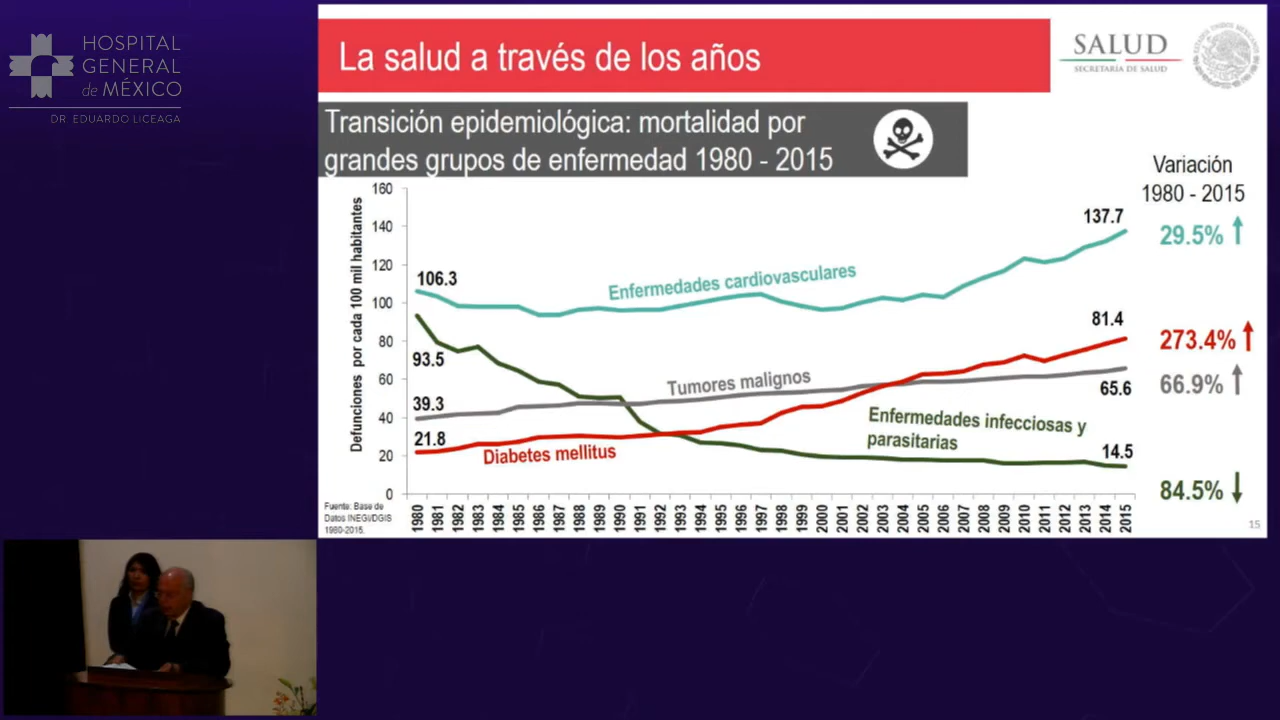 HOSPITAL
GENERAL
de MÉXICO
DR. EDUARDO LICEAGA
La salud a través de los años
SALUD
SECRETARÍA DE SALUD
Transición epidemiológica: mortalidad por
grandes grupos de enfermedad 1980 - 2015
Variación
1980 - 2015
Defunciones por cada 100 mil habitantes
160
140
120
100
80
60
40
20
0
106.3
93.5
39.3
21.8
Enfermedades cardiovasculares
Tumores malignos
Diabetes mellitus
Enfermedades infecciosas y
parasitarias
137.7
81.4
65.6
14.5
29.5%
273.4%
66.9%
84.5%
1980 1981 1982 1983 1984 1985 1986 1987 1988 1989 1990 1991 1992 1993 1994 1995 1996 1997 1998 1999 2000 2001 2002 2003 2004 2005 2006 2007 2008 2009 2010 2011 2012 2013 2014 2015
Fuente: Base de
Datos INEGI/DGIS
1980-2015.
15